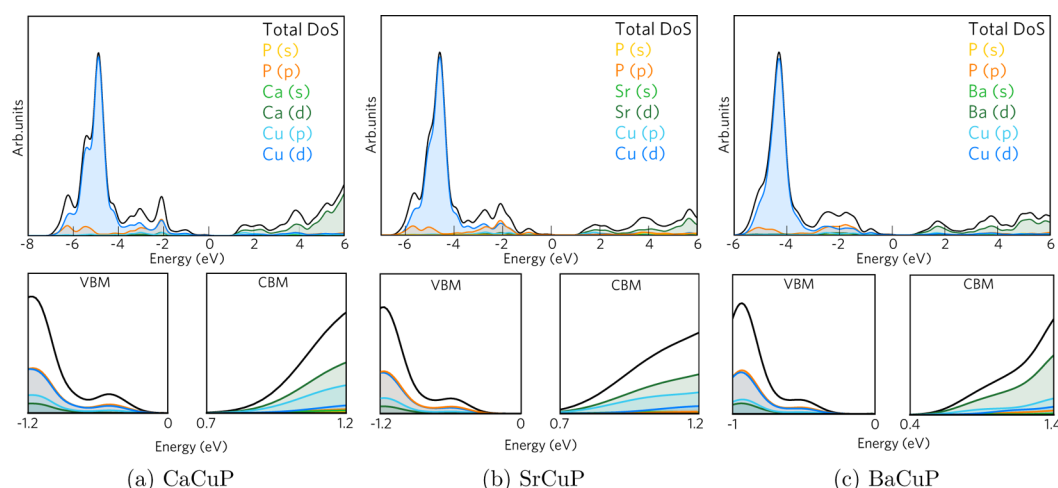 Total DoS
P (s)
P (p)
Ca (s)
Ca (d)
Cu (p)
Cu (d)
Arb.units
-8 -6 -4 -2 0 2 4 6
Energy (eV)
VBM
CBM
-1.2 0 0.7 1.2
Energy (eV)
(a) CaCuP
Total DoS
P (s)
P (p)
Sr (s)
Sr (d)
Cu (p)
Cu (d)
Arb.units
-6 -4 -2 0 2 4 6
Energy (eV)
VBM
CBM
-1.2 0 0.7 1.2
Energy (eV)
(b) SrCuP
Total DoS
P (s)
P (p)
Ba (s)
Ba (d)
Cu (p)
Cu (d)
Arb.units
-6 -4 -2 0 2 4 6
Energy (eV)
VBM
CBM
-1 0 0.4 1.4
Energy (eV)
(c) BaCuP